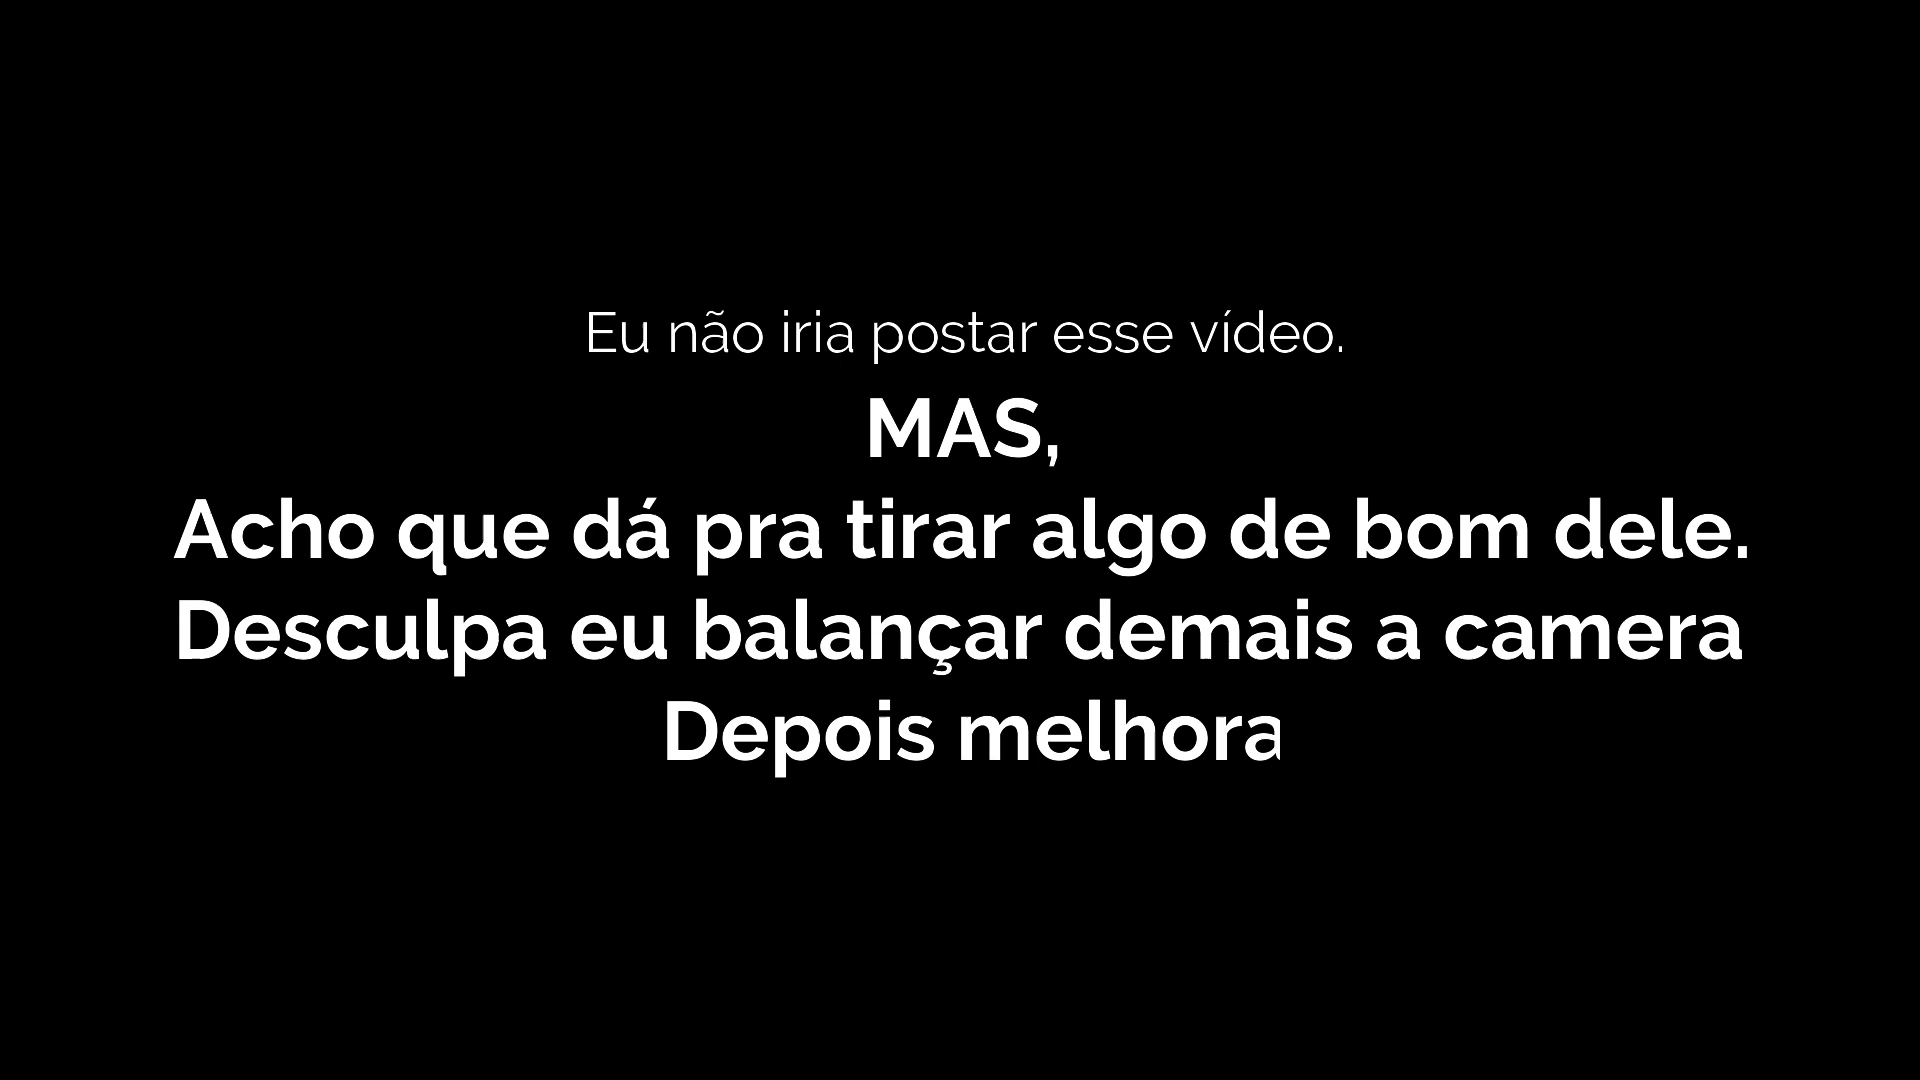 Eu não iria postar esse vídeo.
MAS,
Acho que dá pra tirar algo de bom dele.
Desculpa eu balançar demais a camera
Depois melhora